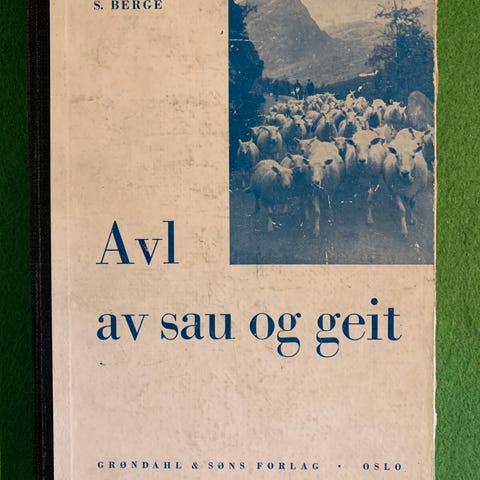 S. BERGE
Avl
av sau og geit
GRØNDAHL & SØNS FORLAG · OSLO